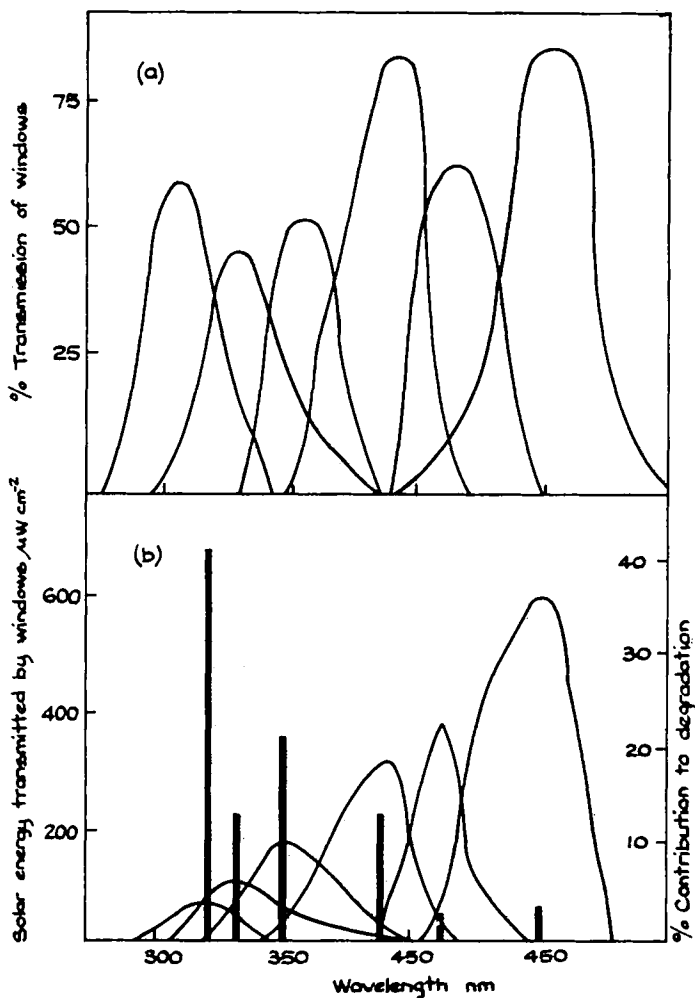 (a)
% Transmission of windows
75
50
25
(b)
Solar energy transmitted by windows μW cm⁻²
600
400
200
% Contribution to degradation
40
30
20
10
300
350
450
450
Wavelength nm